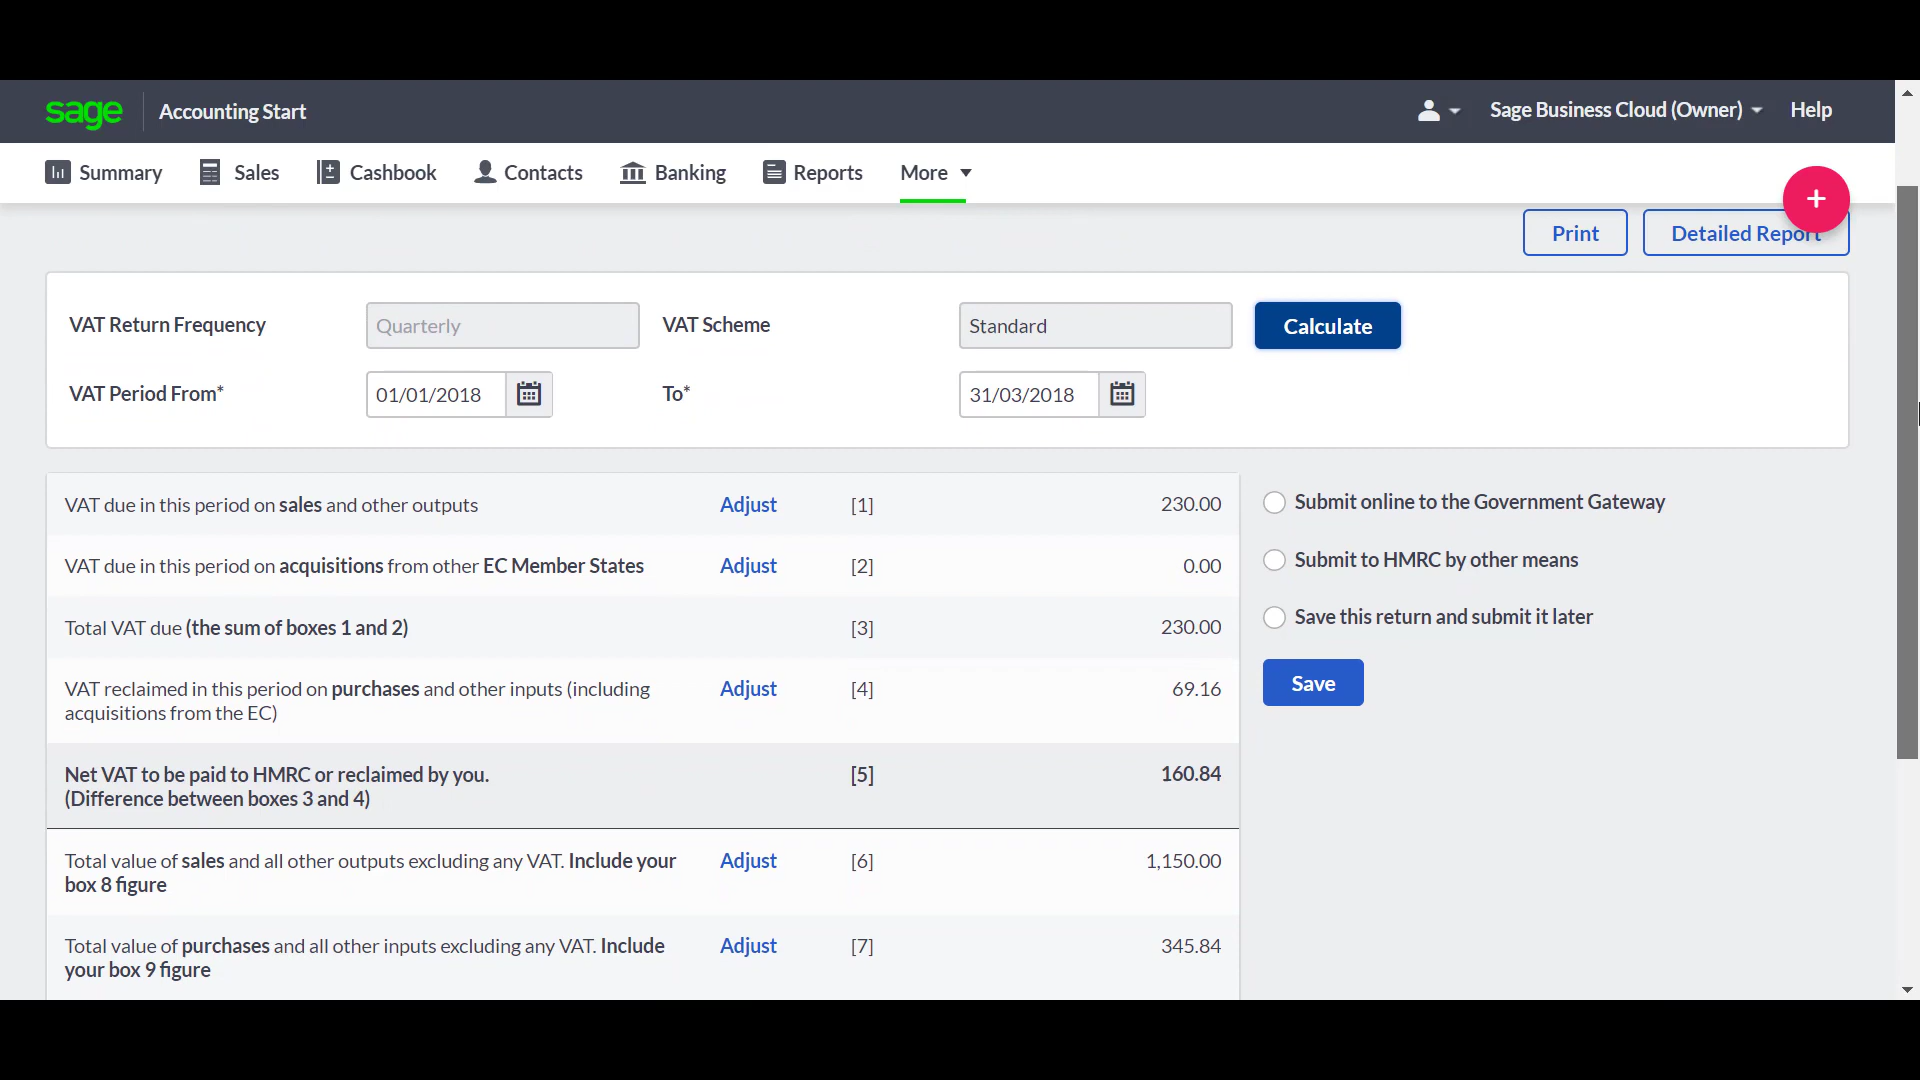 sage Accounting Start Sage Business Cloud (Owner) Help
Summary Sales Cashbook Contacts Banking Reports More
+
Print Detailed Report
VAT Return Frequency Quarterly VAT Scheme Standard Calculate
VAT Period From* 01/01/2018 To* 31/03/2018
VAT due in this period on sales and other outputs Adjust [1] 230.00
Submit online to the Government Gateway
VAT due in this period on acquisitions from other EC Member States Adjust [2] 0.00
Submit to HMRC by other means
Total VAT due (the sum of boxes 1 and 2) [3] 230.00
Save this return and submit it later
VAT reclaimed in this period on purchases and other inputs (including Adjust [4] 69.16
acquisitions from the EC)
Save
Net VAT to be paid to HMRC or reclaimed by you. [5] 160.84
(Difference between boxes 3 and 4)
Total value of sales and all other outputs excluding any VAT. Include your Adjust [6] 1,150.00
box 8 figure
Total value of purchases and all other inputs excluding any VAT. Include Adjust [7] 345.84
your box 9 figure